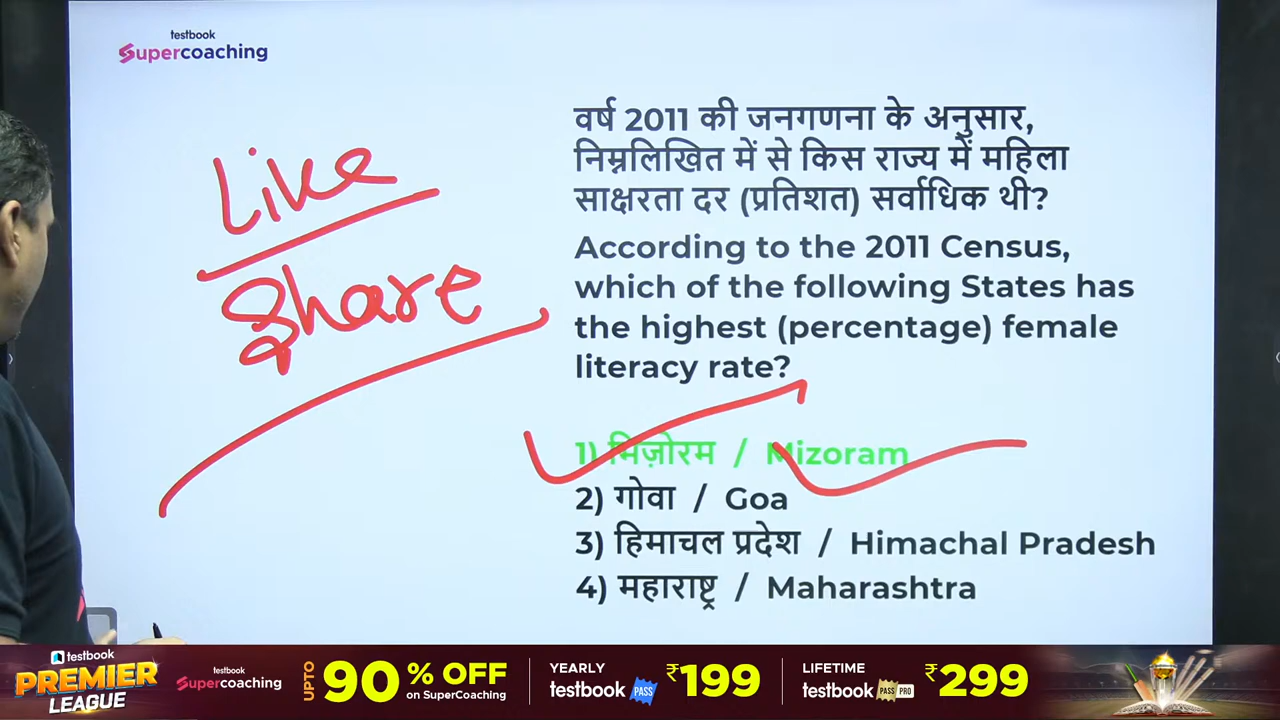 testbook
Supercoaching
वर्ष 2011 की जनगणना के अनुसार,
निम्नलिखित में से किस राज्य में महिला
साक्षरता दर (प्रतिशत) सर्वाधिक थी?
According to the 2011 Census,
which of the following States has
the highest (percentage) female
literacy rate?
Like
Share
1) मिज़ोरम / Mizoram
2) गोवा / Goa
3) हिमाचल प्रदेश / Himachal Pradesh
4) महाराष्ट्र / Maharashtra
testbook
PREMIER
LEAGUE
testbook
Supercoaching
UPTO 90% OFF
on SuperCoaching
YEARLY
testbook PASS
₹199
LIFETIME
testbook PASS PRO
₹299